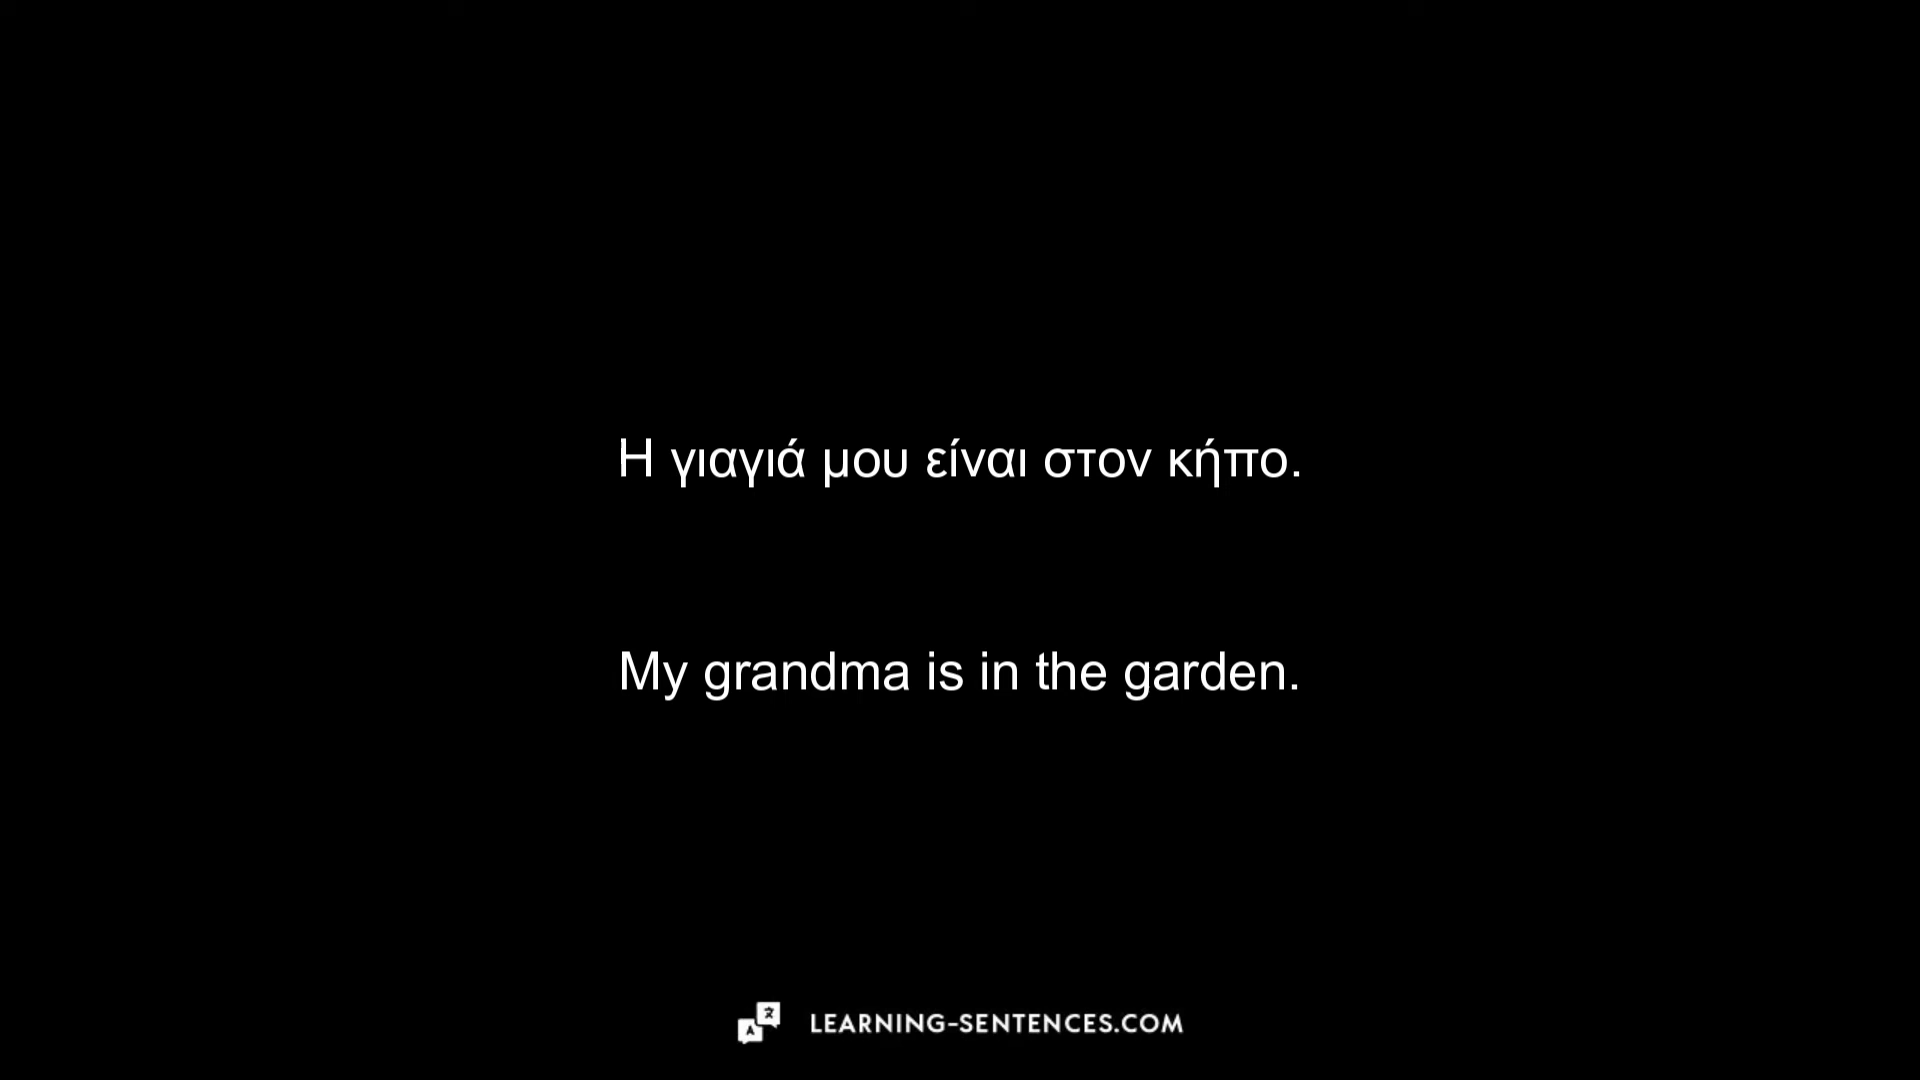 Η γιαγιά μου είναι στον κήπο.
My grandma is in the garden.
LEARNING-SENTENCES.COM